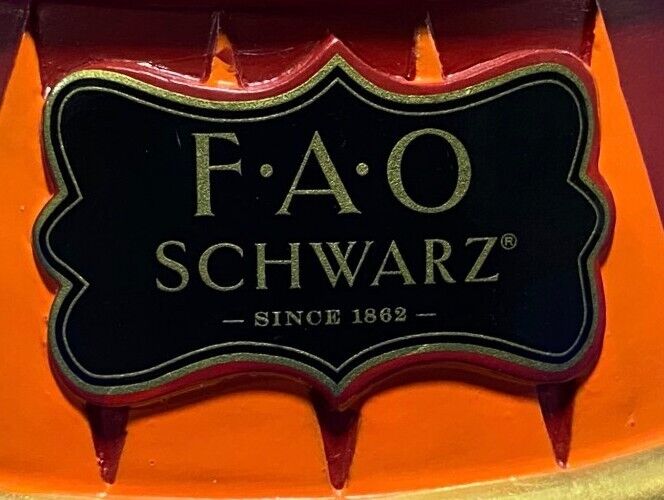 F·A·O
SCHWARZ®
– SINCE 1862 –